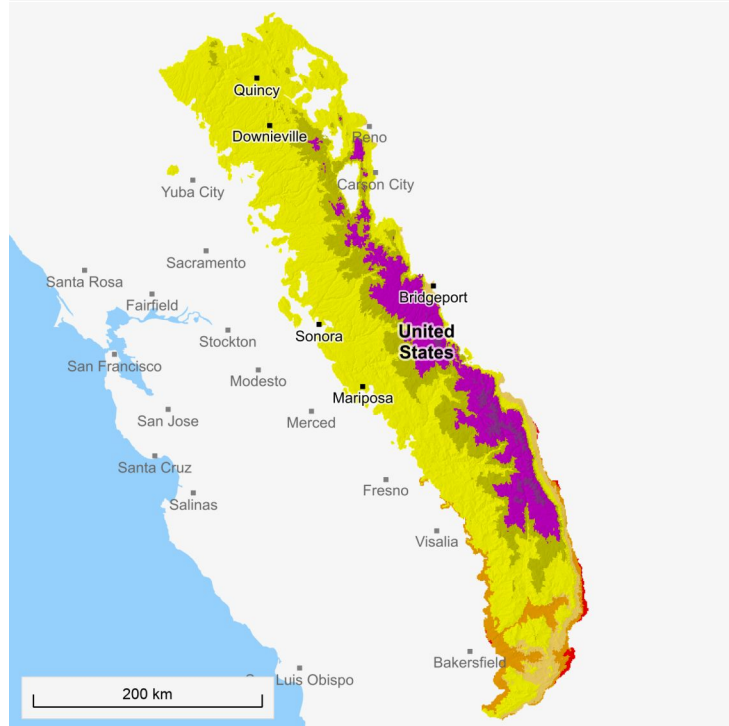 Quincy
Downieville
Reno
Carson City
Yuba City
Sacramento
Santa Rosa
Bridgeport
Fairfield
Sonora
United
States
Stockton
San Francisco
Modesto
Mariposa
San Jose
Merced
Santa Cruz
Fresno
Salinas
Visalia
Bakersfield
Luis Obispo
200 km